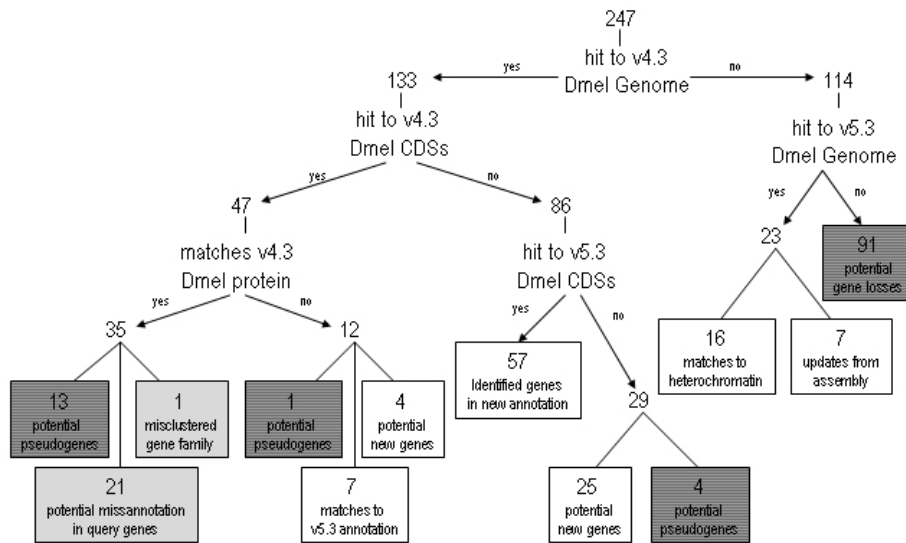 247
hit to v4.3
Dmel Genome
yes
no
133
hit to v4.3
Dmel CDSs
114
hit to v5.3
Dmel Genome
yes
no
47
matches v4.3
Dmel protein
86
hit to v5.3
Dmel CDSs
yes
no
23
91
potential
gene losses
yes
no
35
12
yes
no
57
Identified genes
in new annotation
29
16
matches to
heterochromatin
7
updates from
assembly
13
potential
pseudogenes
1
misclustered
gene family
1
potential
pseudogenes
4
potential
new genes
21
potential missannotation
in query genes
7
matches to
v5.3 annotation
25
potential
new genes
4
potential
pseudogenes